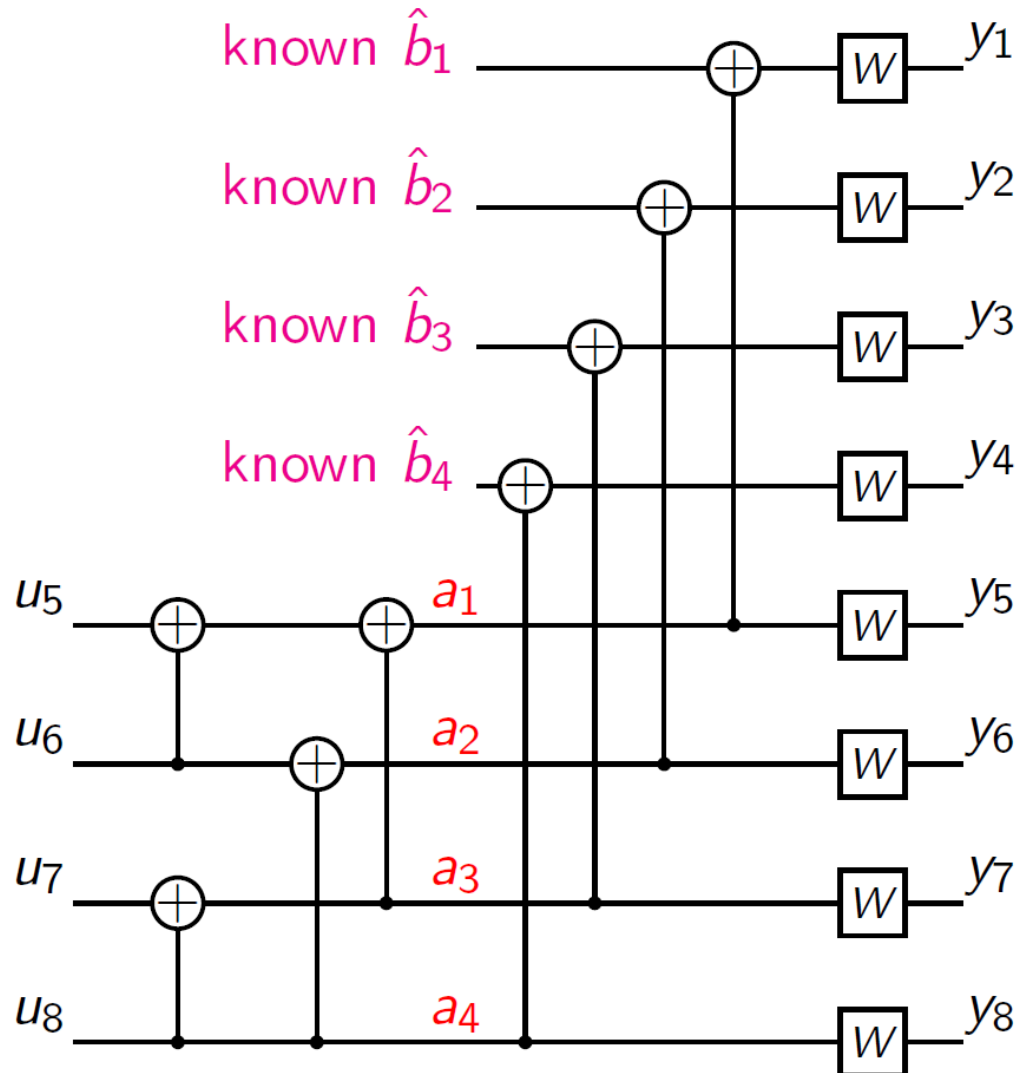 known b̂₁ W y₁
known b̂₂ W y₂
known b̂₃ W y₃
known b̂₄ W y₄
u₅ a₁ W y₅
u₆ a₂ W y₆
u₇ a₃ W y₇
u₈ a₄ W y₈